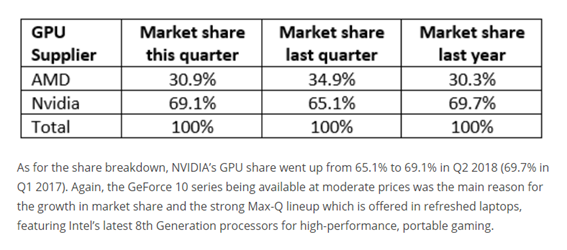 GPU Supplier Market share this quarter Market share last quarter Market share last year
AMD 30.9% 34.9% 30.3%
Nvidia 69.1% 65.1% 69.7%
Total 100% 100% 100%
As for the share breakdown, NVIDIA's GPU share went up from 65.1% to 69.1% in Q2 2018 (69.7% in
Q1 2017). Again, the GeForce 10 series being available at moderate prices was the main reason for
the growth in market share and the strong Max-Q lineup which is offered in refreshed laptops,
featuring Intel's latest 8th Generation processors for high-performance, portable gaming.